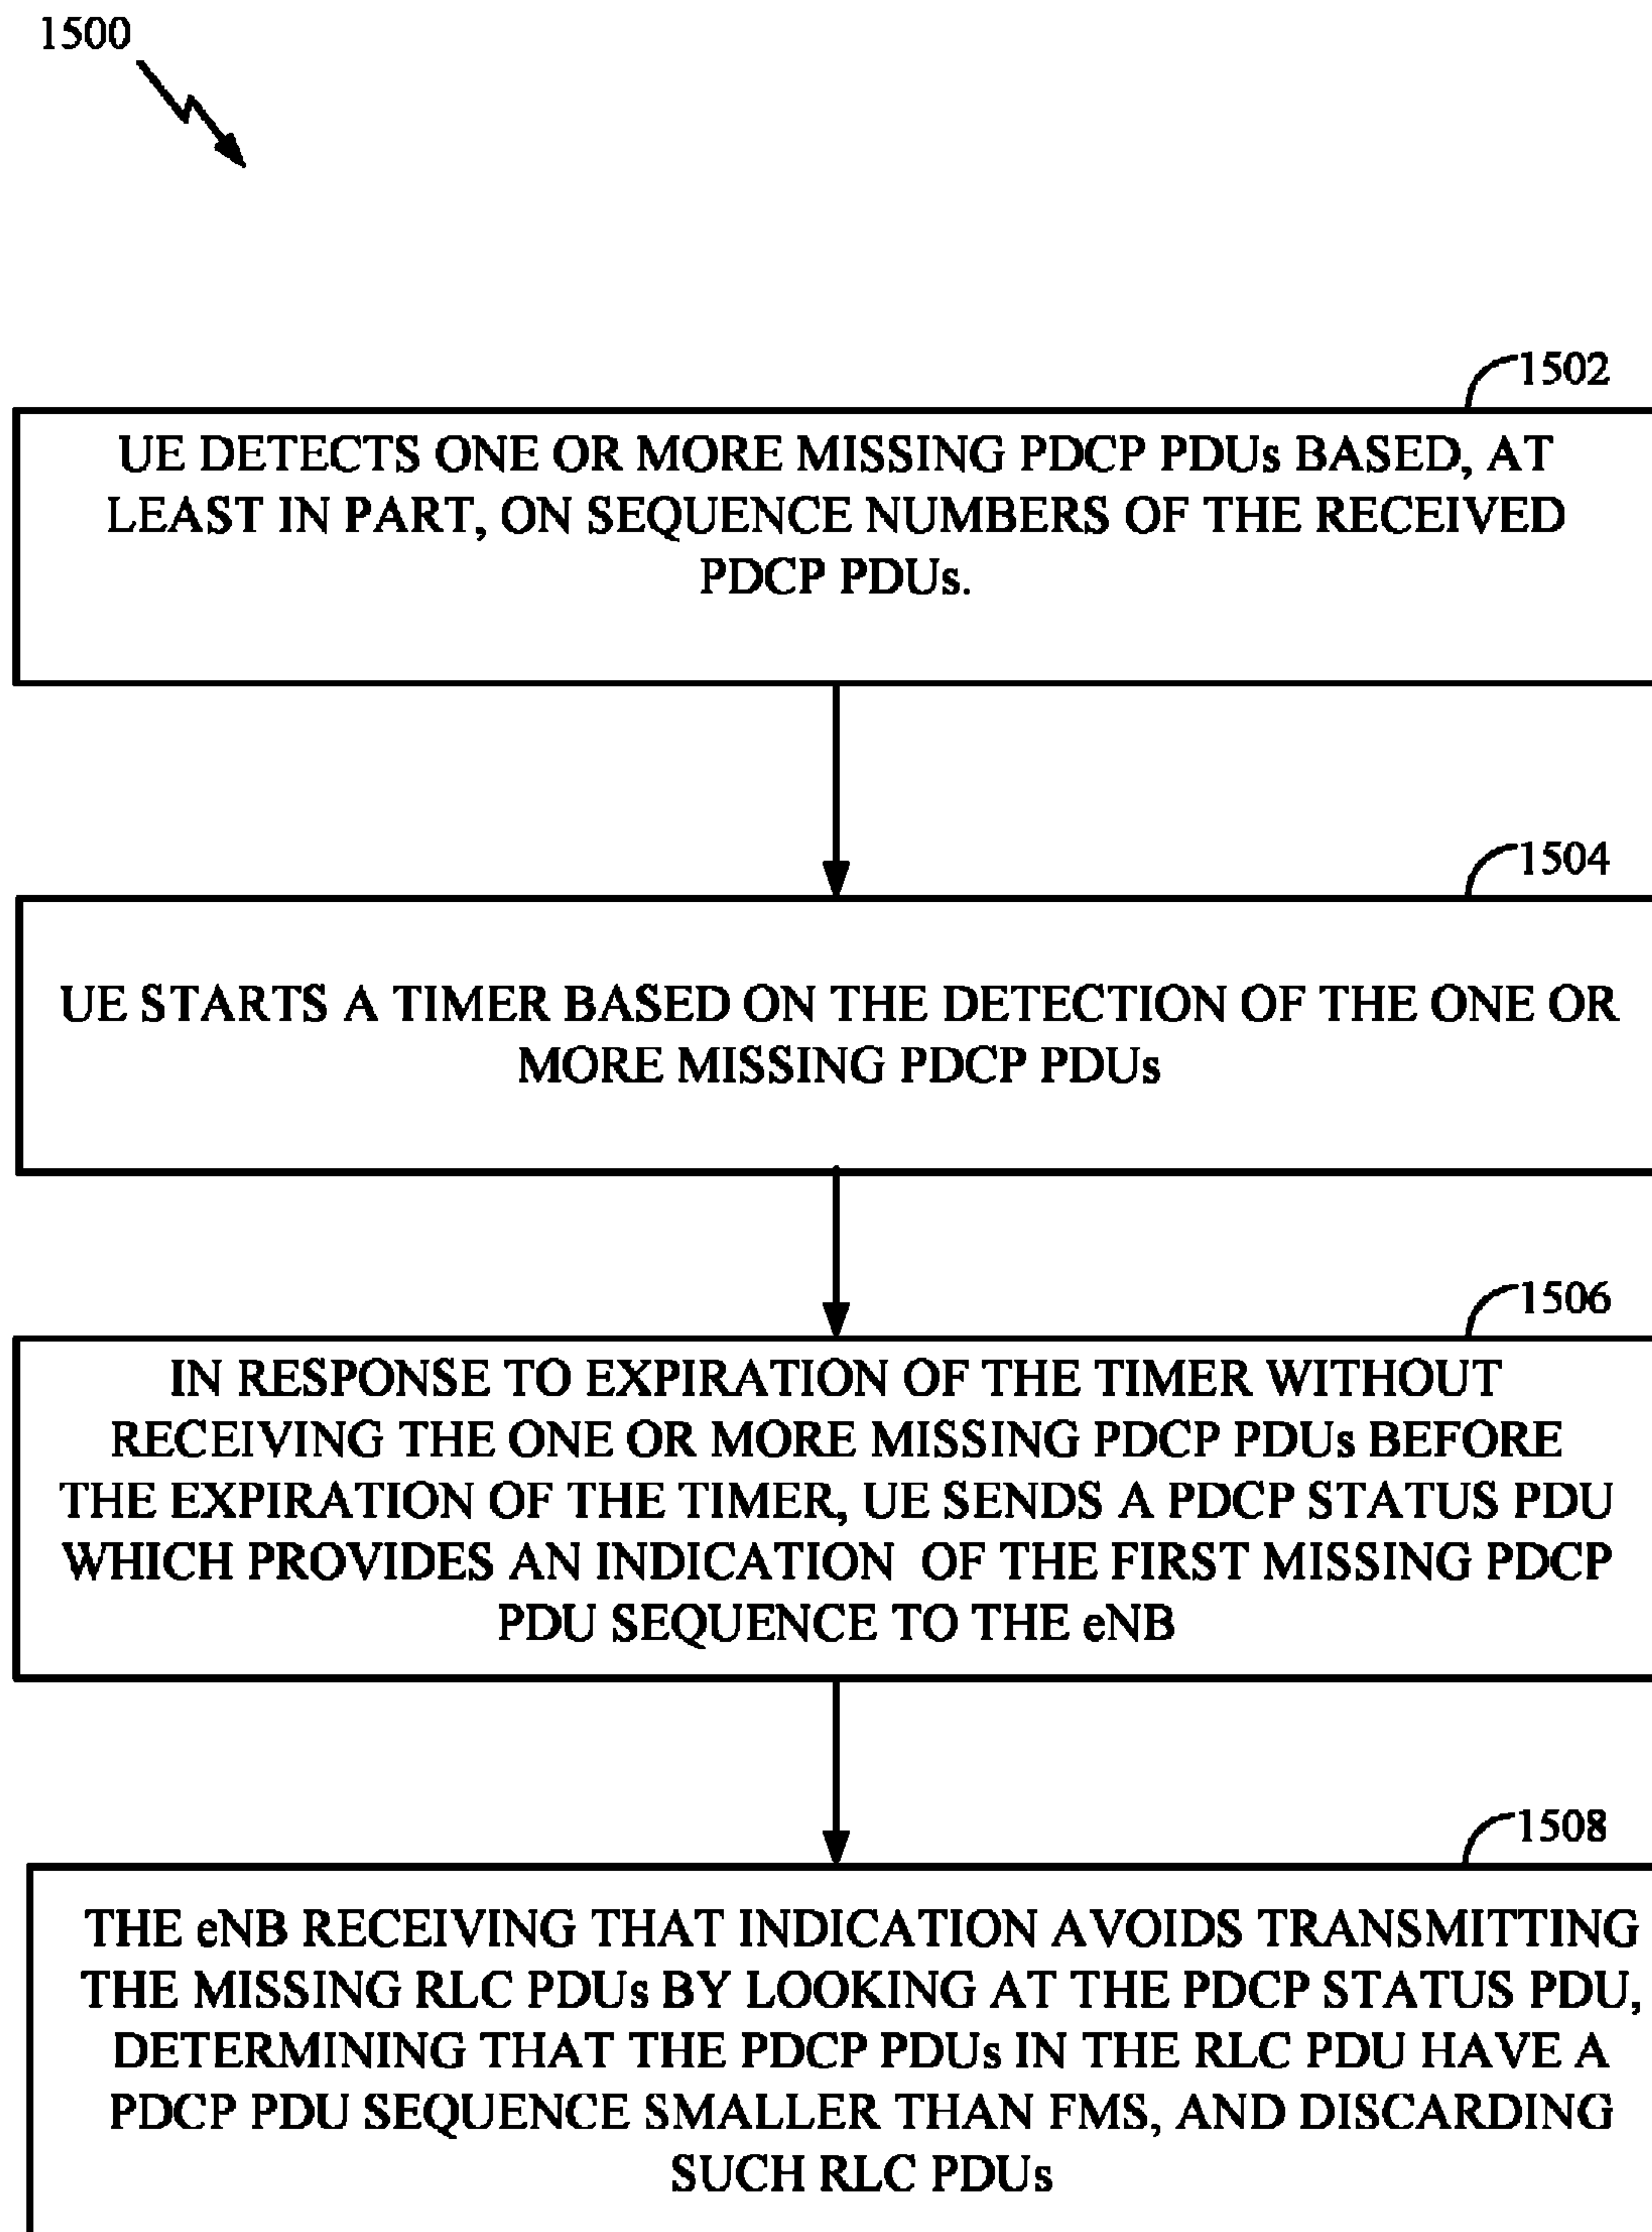 1500
1502
UE DETECTS ONE OR MORE MISSING PDCP PDUs BASED, AT
LEAST IN PART, ON SEQUENCE NUMBERS OF THE RECEIVED
PDCP PDUs.
1504
UE STARTS A TIMER BASED ON THE DETECTION OF THE ONE OR
MORE MISSING PDCP PDUs
1506
IN RESPONSE TO EXPIRATION OF THE TIMER WITHOUT
RECEIVING THE ONE OR MORE MISSING PDCP PDUs BEFORE
THE EXPIRATION OF THE TIMER, UE SENDS A PDCP STATUS PDU
WHICH PROVIDES AN INDICATION OF THE FIRST MISSING PDCP
PDU SEQUENCE TO THE eNB
1508
THE eNB RECEIVING THAT INDICATION AVOIDS TRANSMITTING
THE MISSING RLC PDUs BY LOOKING AT THE PDCP STATUS PDU,
DETERMINING THAT THE PDCP PDUs IN THE RLC PDU HAVE A
PDCP PDU SEQUENCE SMALLER THAN FMS, AND DISCARDING
SUCH RLC PDUs